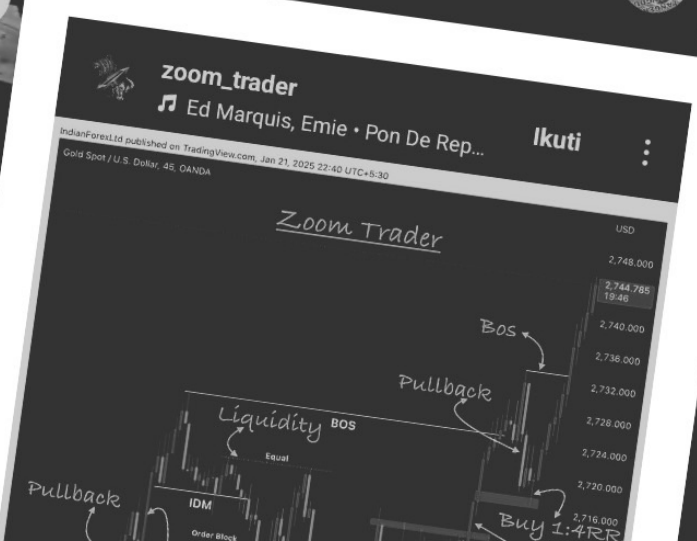 zoom_trader
Ed Marquis, Emie • Pon De Rep...
Ikuti
IndianForexLtd published on TradingView.com, Jan 21, 2025 22:40 UTC+5:30
Gold Spot / U.S. Dollar, 45, OANDA
Zoom Trader
USD
2,748.000
2,744.785
19:46
2,740.000
BOS
2,736.000
Pullback
2,732.000
2,728.000
Liquidity
BOS
2,724.000
Equal
2,720.000
Pullback
IDM
2,716.000
Buy 1:4RR
Order Block